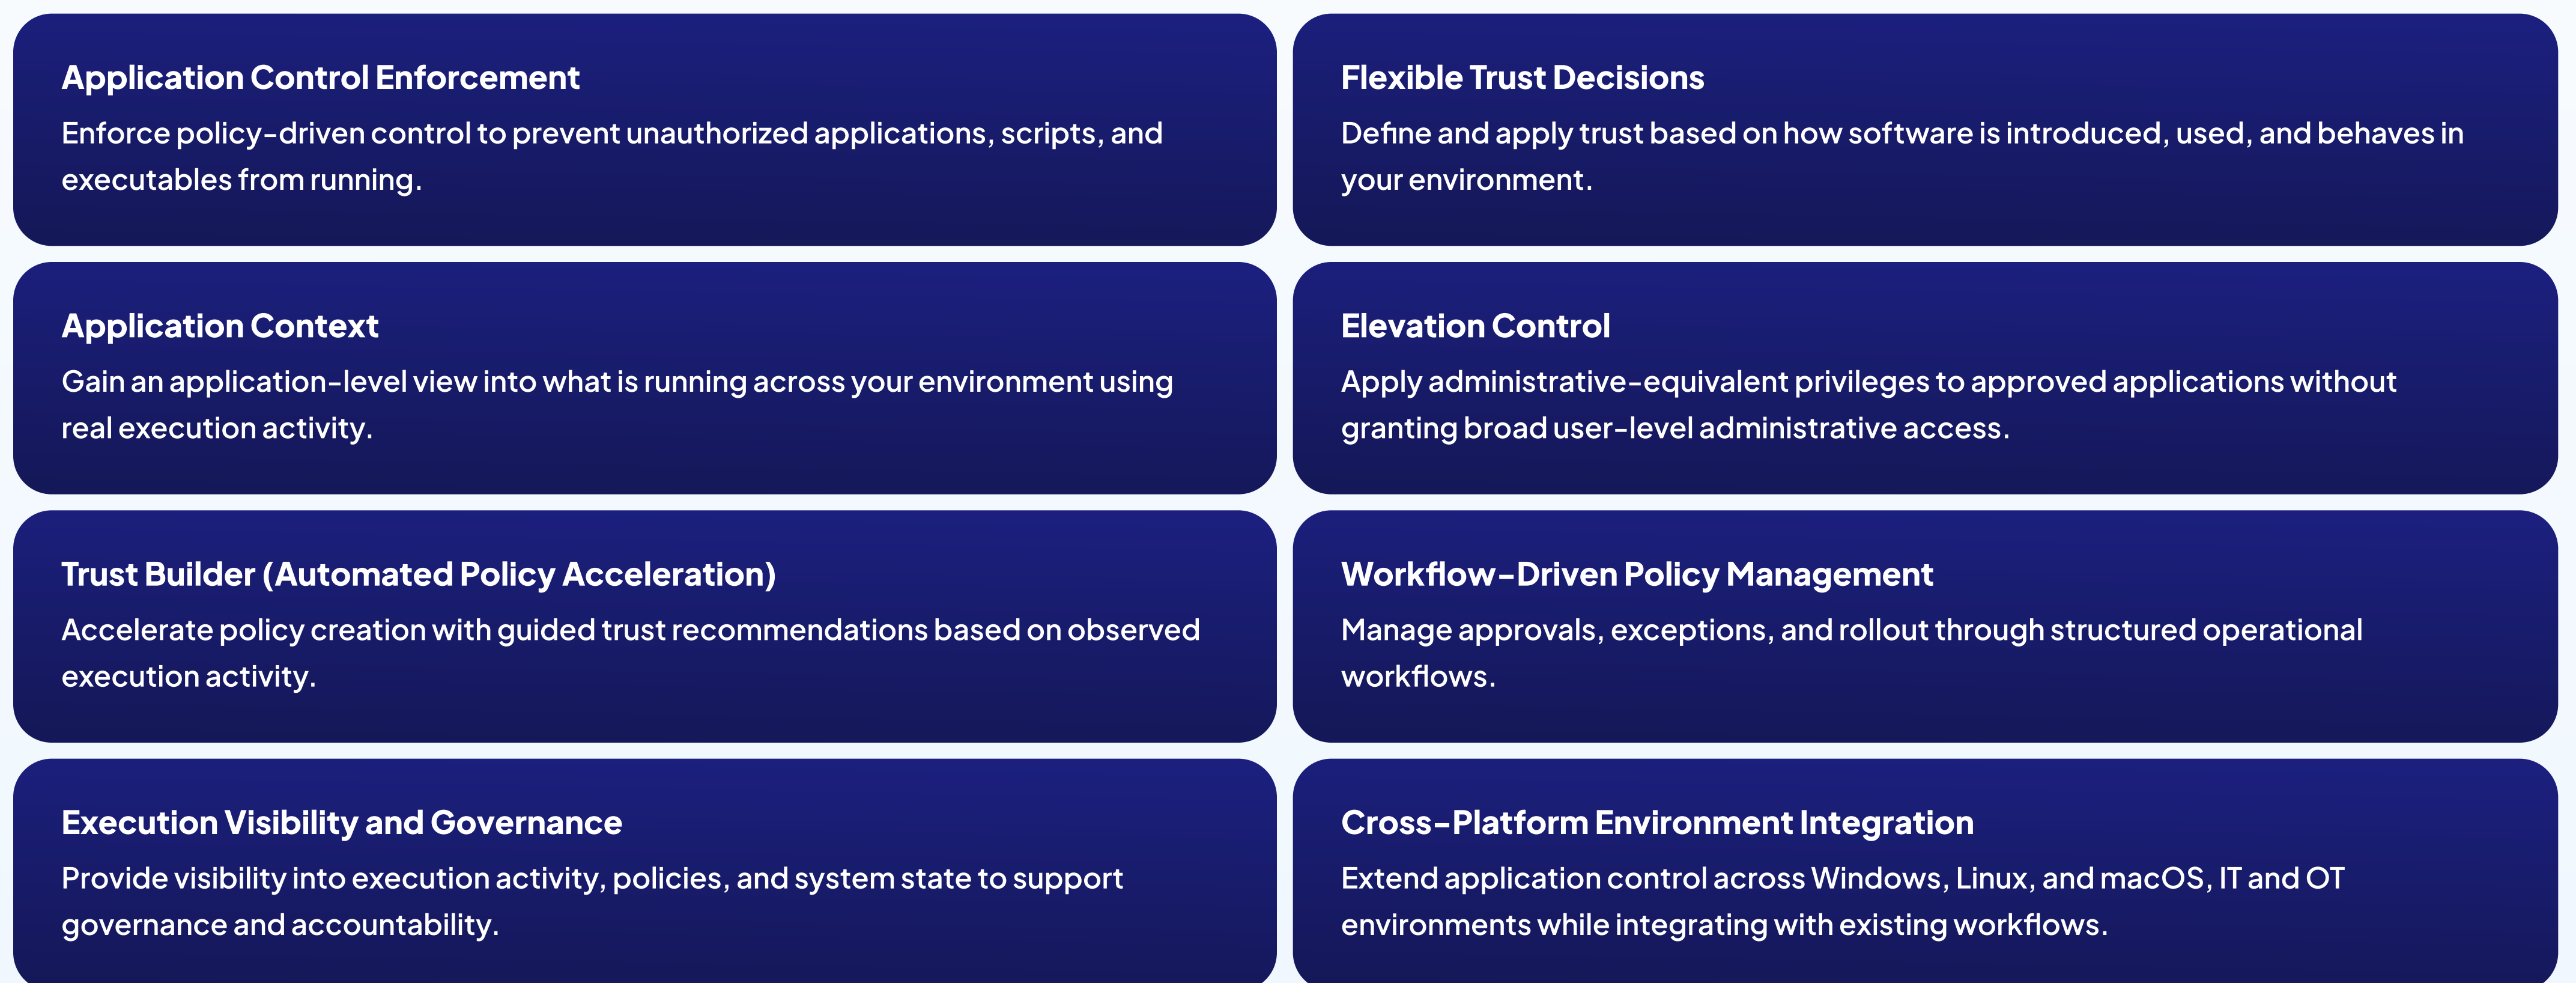 Application Control Enforcement
Enforce policy-driven control to prevent unauthorized applications, scripts, and
executables from running.
Flexible Trust Decisions
Define and apply trust based on how software is introduced, used, and behaves in
your environment.
Application Context
Gain an application-level view into what is running across your environment using
real execution activity.
Elevation Control
Apply administrative-equivalent privileges to approved applications without
granting broad user-level administrative access.
Trust Builder (Automated Policy Acceleration)
Accelerate policy creation with guided trust recommendations based on observed
execution activity.
Workflow-Driven Policy Management
Manage approvals, exceptions, and rollout through structured operational
workflows.
Execution Visibility and Governance
Provide visibility into execution activity, policies, and system state to support
governance and accountability.
Cross-Platform Environment Integration
Extend application control across Windows, Linux, and macOS, IT and OT
environments while integrating with existing workflows.